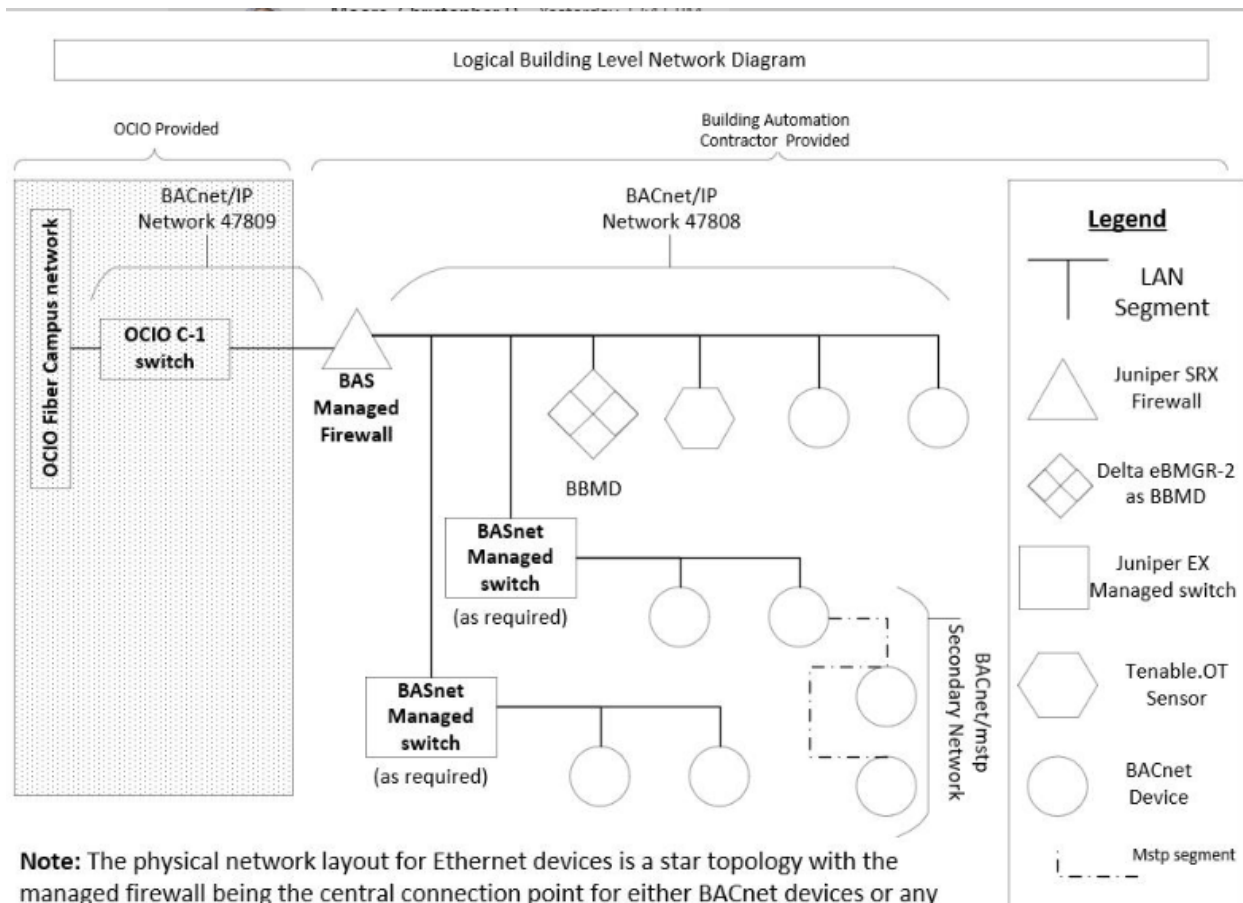 Logical Building Level Network Diagram
OCIO Provided
Building Automation
Contractor Provided
BACnet/IP
Network 47809
BACnet/IP
Network 47808
OCIO Fiber Campus network
OCIO C-1
switch
BAS
Managed
Firewall
BBMD
BASnet
Managed
switch
(as required)
BASnet
Managed
switch
(as required)
BACnet/mstp
Secondary Network
Legend
LAN
Segment
Juniper SRX
Firewall
Delta eBMGR-2
as BBMD
Juniper EX
Managed switch
Tenable.OT
Sensor
BACnet
Device
Mstp segment
Note: The physical network layout for Ethernet devices is a star topology with the
managed firewall being the central connection point for either BACnet devices or any